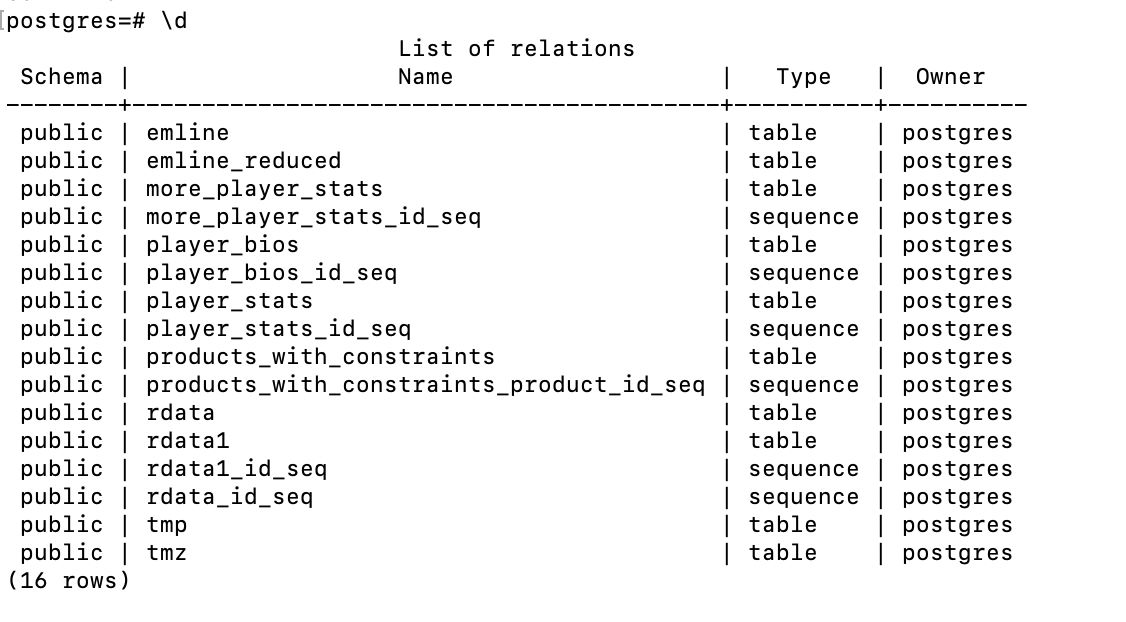 postgres=# \d
                            List of relations
 Schema |                   Name                   |   Type   |  Owner
--------+------------------------------------------+----------+----------
 public | emline                                   | table    | postgres
 public | emline_reduced                           | table    | postgres
 public | more_player_stats                        | table    | postgres
 public | more_player_stats_id_seq                 | sequence | postgres
 public | player_bios                              | table    | postgres
 public | player_bios_id_seq                       | sequence | postgres
 public | player_stats                             | table    | postgres
 public | player_stats_id_seq                      | sequence | postgres
 public | products_with_constraints                | table    | postgres
 public | products_with_constraints_product_id_seq | sequence | postgres
 public | rdata                                    | table    | postgres
 public | rdata1                                   | table    | postgres
 public | rdata1_id_seq                            | sequence | postgres
 public | rdata_id_seq                             | sequence | postgres
 public | tmp                                      | table    | postgres
 public | tmz                                      | table    | postgres
(16 rows)